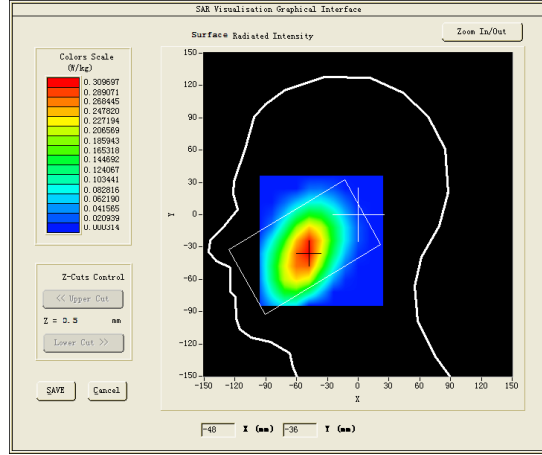 SAR Visualisation Graphical Interface
Surface Radiated Intensity
Zoom In/Out
Colors Scale
(W/kg)
0.309697
0.289071
0.268445
0.247820
0.227194
0.206569
0.185943
0.165318
0.144692
0.124067
0.103441
0.082816
0.062190
0.041565
0.020939
0.000314
Z-Cuts Control
<< Upper Cut
Z = 0.5 mm
Lower Cut >>
SAVE
Cancel
150-
120-
90-
60-
30-
0-
-30-
-60-
-90-
-120-
-150-
Y
-150 -120 -90 -60 -30 0 30 60 90 120 150
X
-48 X (mm) -36 Y (mm)